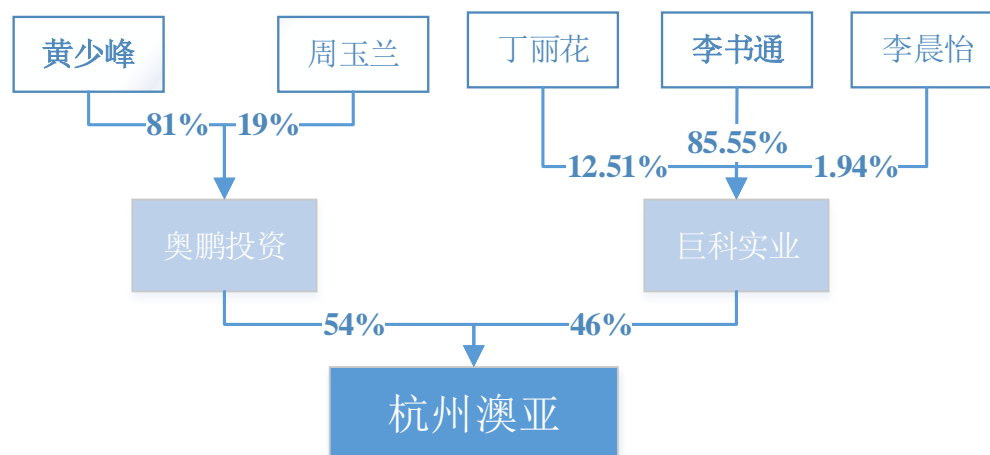 黄少峰
周玉兰
丁丽花
李书通
李晨怡
81%
19%
85.55%
12.51%
1.94%
奥鹏投资
巨科实业
54%
46%
杭州澳亚